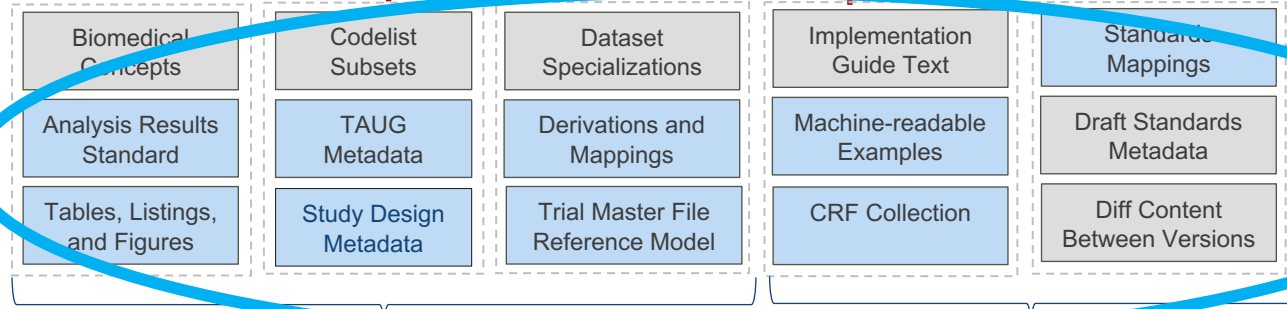 Biomedical
Concepts
Codelist
Subsets
Dataset
Specializations
Implementation
Guide Text
Standards
Mappings
Analysis Results
Standard
TAUG
Metadata
Derivations and
Mappings
Machine-readable
Examples
Draft Standards
Metadata
Tables, Listings,
and Figures
Study Design
Metadata
Trial Master File
Reference Model
CRF Collection
Diff Content
Between Versions